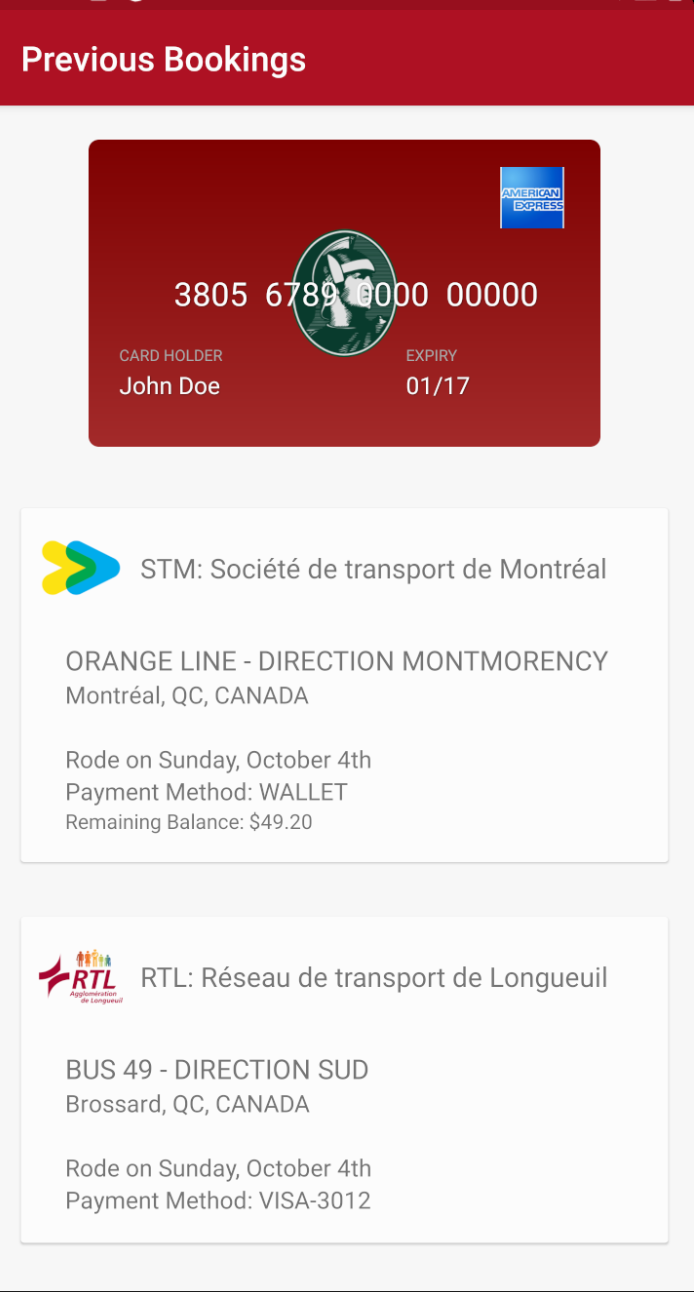 Previous Bookings
AMERICAN
EXPRESS
3805 6789 0000 00000
CARD HOLDER
EXPIRY
John Doe
01/17
STM: Société de transport de Montréal
ORANGE LINE - DIRECTION MONTMORENCY
Montréal, QC, CANADA
Rode on Sunday, October 4th
Payment Method: WALLET
Remaining Balance: $49.20
RTL
Agglomération
de Longueuil
RTL: Réseau de transport de Longueuil
BUS 49 - DIRECTION SUD
Brossard, QC, CANADA
Rode on Sunday, October 4th
Payment Method: VISA-3012